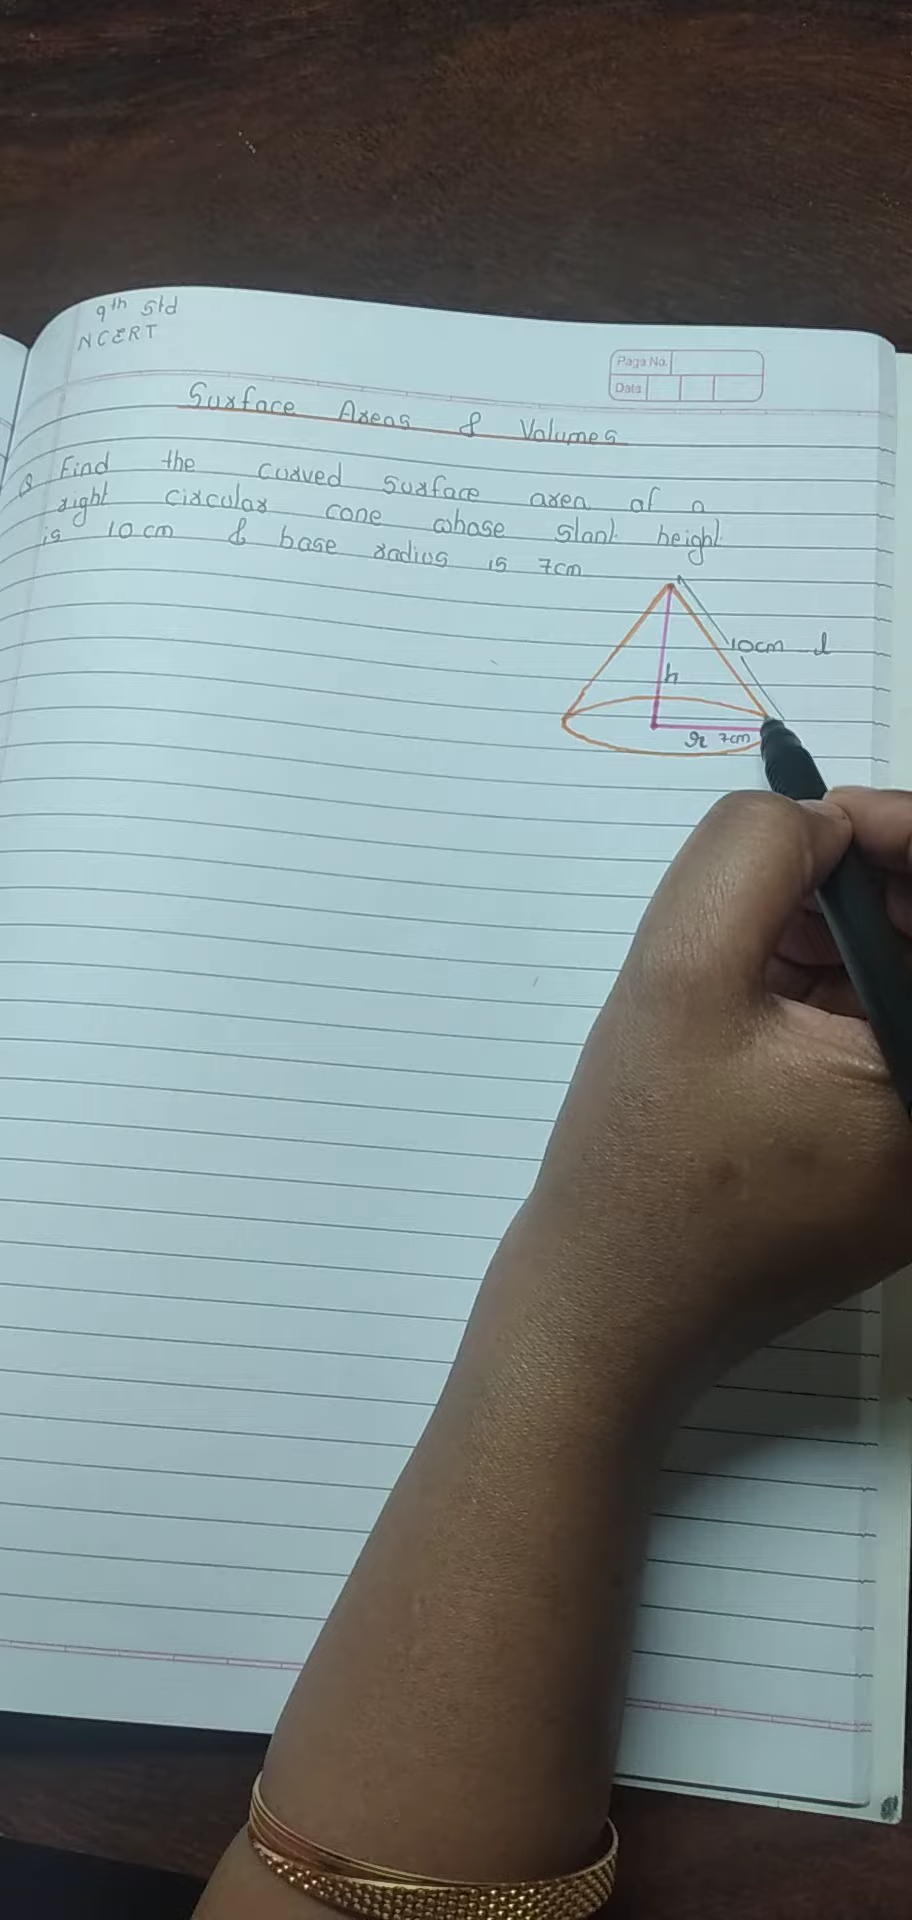 9th Std
NCERT
Page No.
Date
Surface Areas & Volumes
Q Find the curved surface area of a
right circular cone whose slant height
is 10 cm & base radius is 7cm
10cm l
h
r 7cm